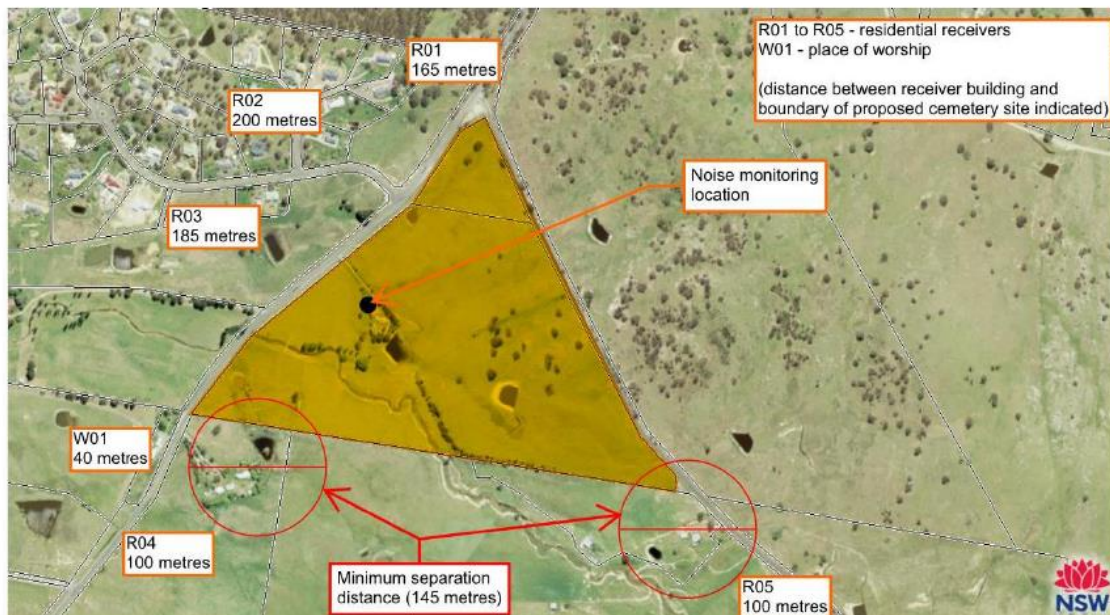 R01
165 metres
R01 to R05 - residential receivers
W01 - place of worship
(distance between receiver building and
boundary of proposed cemetery site indicated)
R02
200 metres
Noise monitoring
location
R03
185 metres
W01
40 metres
R04
100 metres
Minimum separation
distance (145 metres)
R05
100 metres
NSW